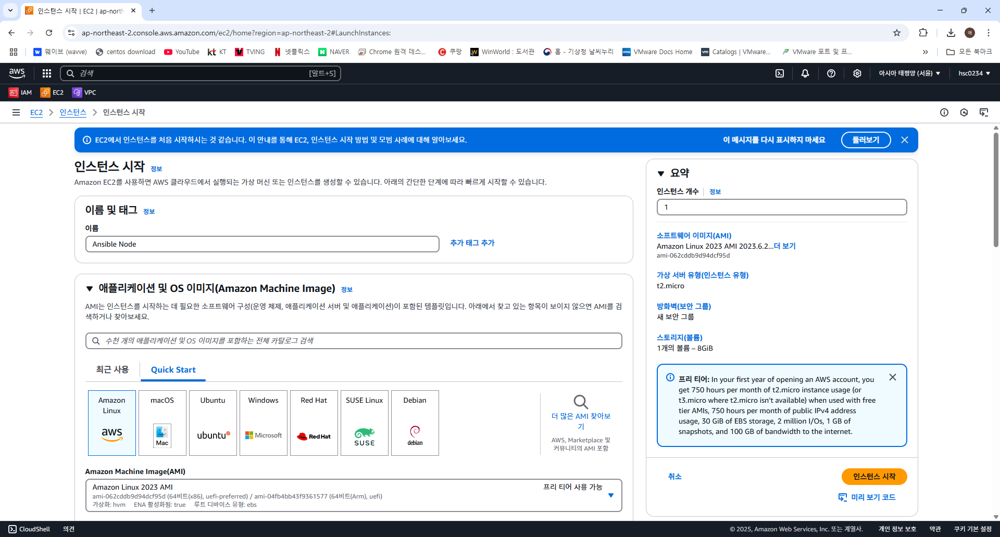 인스턴스 시작 | EC2 | ap-north
ap-northeast-2.console.aws.amazon.com/ec2/home?region=ap-northeast-2#LaunchInstances:
애
웨이브 (wavve)
centos download
YouTube
KT
TVING
넷플릭스
NAVER
Chrome 원격 데스...
쿠팡
WinWorld : 도서관
홈 - 기상청 날씨누리
VMware Docs Home
Catalogs | VMware...
VMware 포트 및 프...
모든 북마크
aws
검색
[알트+S]
아시아 태평양 (서울)
hsc0234
IAM
EC2
VPC
EC2
인스턴스
인스턴스 시작
EC2에서 인스턴스를 처음 시작하시는 것 같습니다. 이 안내를 통해 EC2, 인스턴스 시작 방법 및 모범 사례에 대해 알아보세요.
이 메시지를 다시 표시하지 마세요
둘러보기
인스턴스 시작 정보
Amazon EC2를 사용하면 AWS 클라우드에서 실행되는 가상 머신 또는 인스턴스를 생성할 수 있습니다. 아래의 간단한 단계에 따라 빠르게 시작할 수 있습니다.
이름 및 태그 정보
이름
Ansible Node
추가 태그 추가
애플리케이션 및 OS 이미지(Amazon Machine Image) 정보
AMI는 인스턴스를 시작하는 데 필요한 소프트웨어 구성(운영 체제, 애플리케이션 서버 및 애플리케이션)이 포함된 템플릿입니다. 아래에서 찾고 있는 항목이 보이지 않으면 AMI를 검
색하거나 찾아보세요.
수천 개의 애플리케이션 및 OS 이미지를 포함하는 전체 카탈로그 검색
최근 사용
Quick Start
Amazon
Linux
aws
macOS
Mac
Ubuntu
ubuntu
Windows
Microsoft
Red Hat
Red Hat
SUSE Linux
SUSE
Debian
debian
더 많은 AMI 찾아보
기
AWS, Marketplace 및
커뮤니티의 AMI 포함
Amazon Machine Image(AMI)
Amazon Linux 2023 AMI
프리 티어 사용 가능
ami-062cddb9d94dcf95d (64비트(x86), uefi-preferred) / ami-04fb4bb43f9361577 (64비트(Arm), uefi)
가상화: hvm ENA 활성화됨: true 루트 디바이스 유형: ebs
요약
인스턴스 개수 정보
1
소프트웨어 이미지(AMI)
Amazon Linux 2023 AMI 2023.6.2...더 보기
ami-062cddb9d94dcf95d
가상 서버 유형(인스턴스 유형)
t2.micro
방화벽(보안 그룹)
새 보안 그룹
스토리지(볼륨)
1개의 볼륨 – 8GiB
프리 티어: In your first year of opening an AWS account, you
get 750 hours per month of t2.micro instance usage (or
t3.micro where t2.micro isn't available) when used with free
tier AMIs, 750 hours per month of public IPv4 address
usage, 30 GiB of EBS storage, 2 million I/Os, 1 GB of
snapshots, and 100 GB of bandwidth to the internet.
취소
인스턴스 시작
미리 보기 코드
CloudShell
의견
© 2025, Amazon Web Services, Inc. 또는 계열사.
개인 정보 보호
약관
쿠키 기본 설정